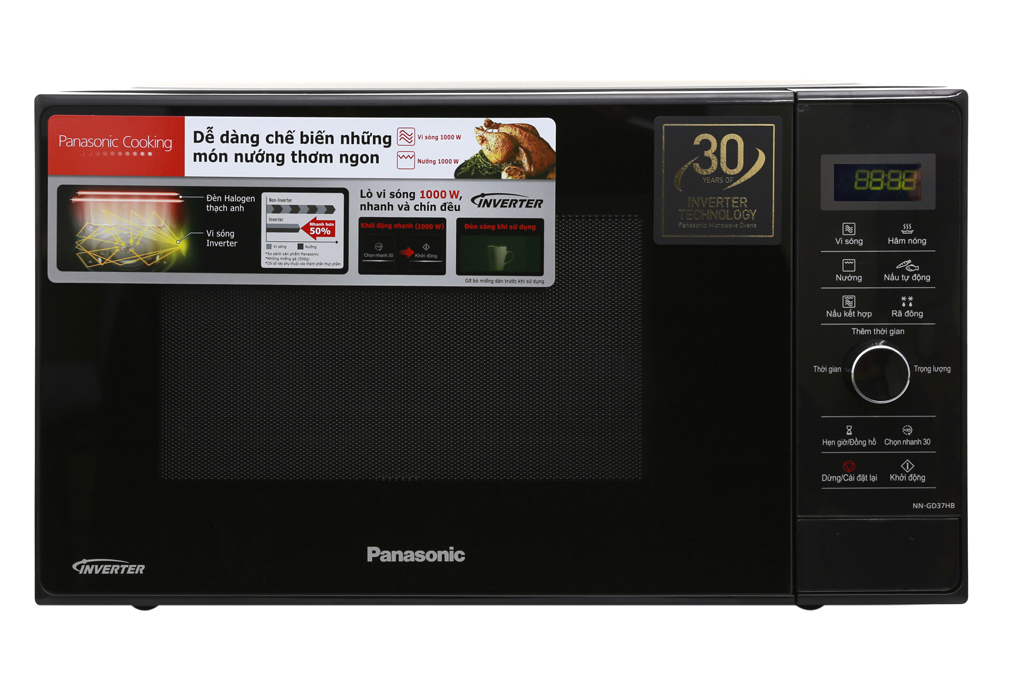 Panasonic Cooking
Dễ dàng chế biến những
món nướng thơm ngon
Vi sóng 1000 W
Nướng 1000 W
Đèn Halogen
thạch anh
Vi sóng
Inverter
Non-Inverter
Inverter
Nhanh hơn
50%
Vi sóng
Nướng
*So sánh sản phẩm Panasonic
Lò vi sóng 1000 W,
nhanh và chín đều
INVERTER
Khởi động nhanh (1000 W)
Chọn nhanh 30
Khởi động
Đèn sáng khi sử dụng
Gỡ bỏ miếng dán trước khi sử dụng
30
YEARS OF
INVERTER
TECHNOLOGY
Panasonic Microwave Ovens
88:88
Vi sóng
Hâm nóng
Nướng
Nấu tự động
Nấu kết hợp
Rã đông
Thêm thời gian
Thời gian
Trọng lượng
Hẹn giờ/Đồng hồ
Chọn nhanh 30
Dừng/Cài đặt lại
Khởi động
NN-GD37HB
INVERTER
Panasonic